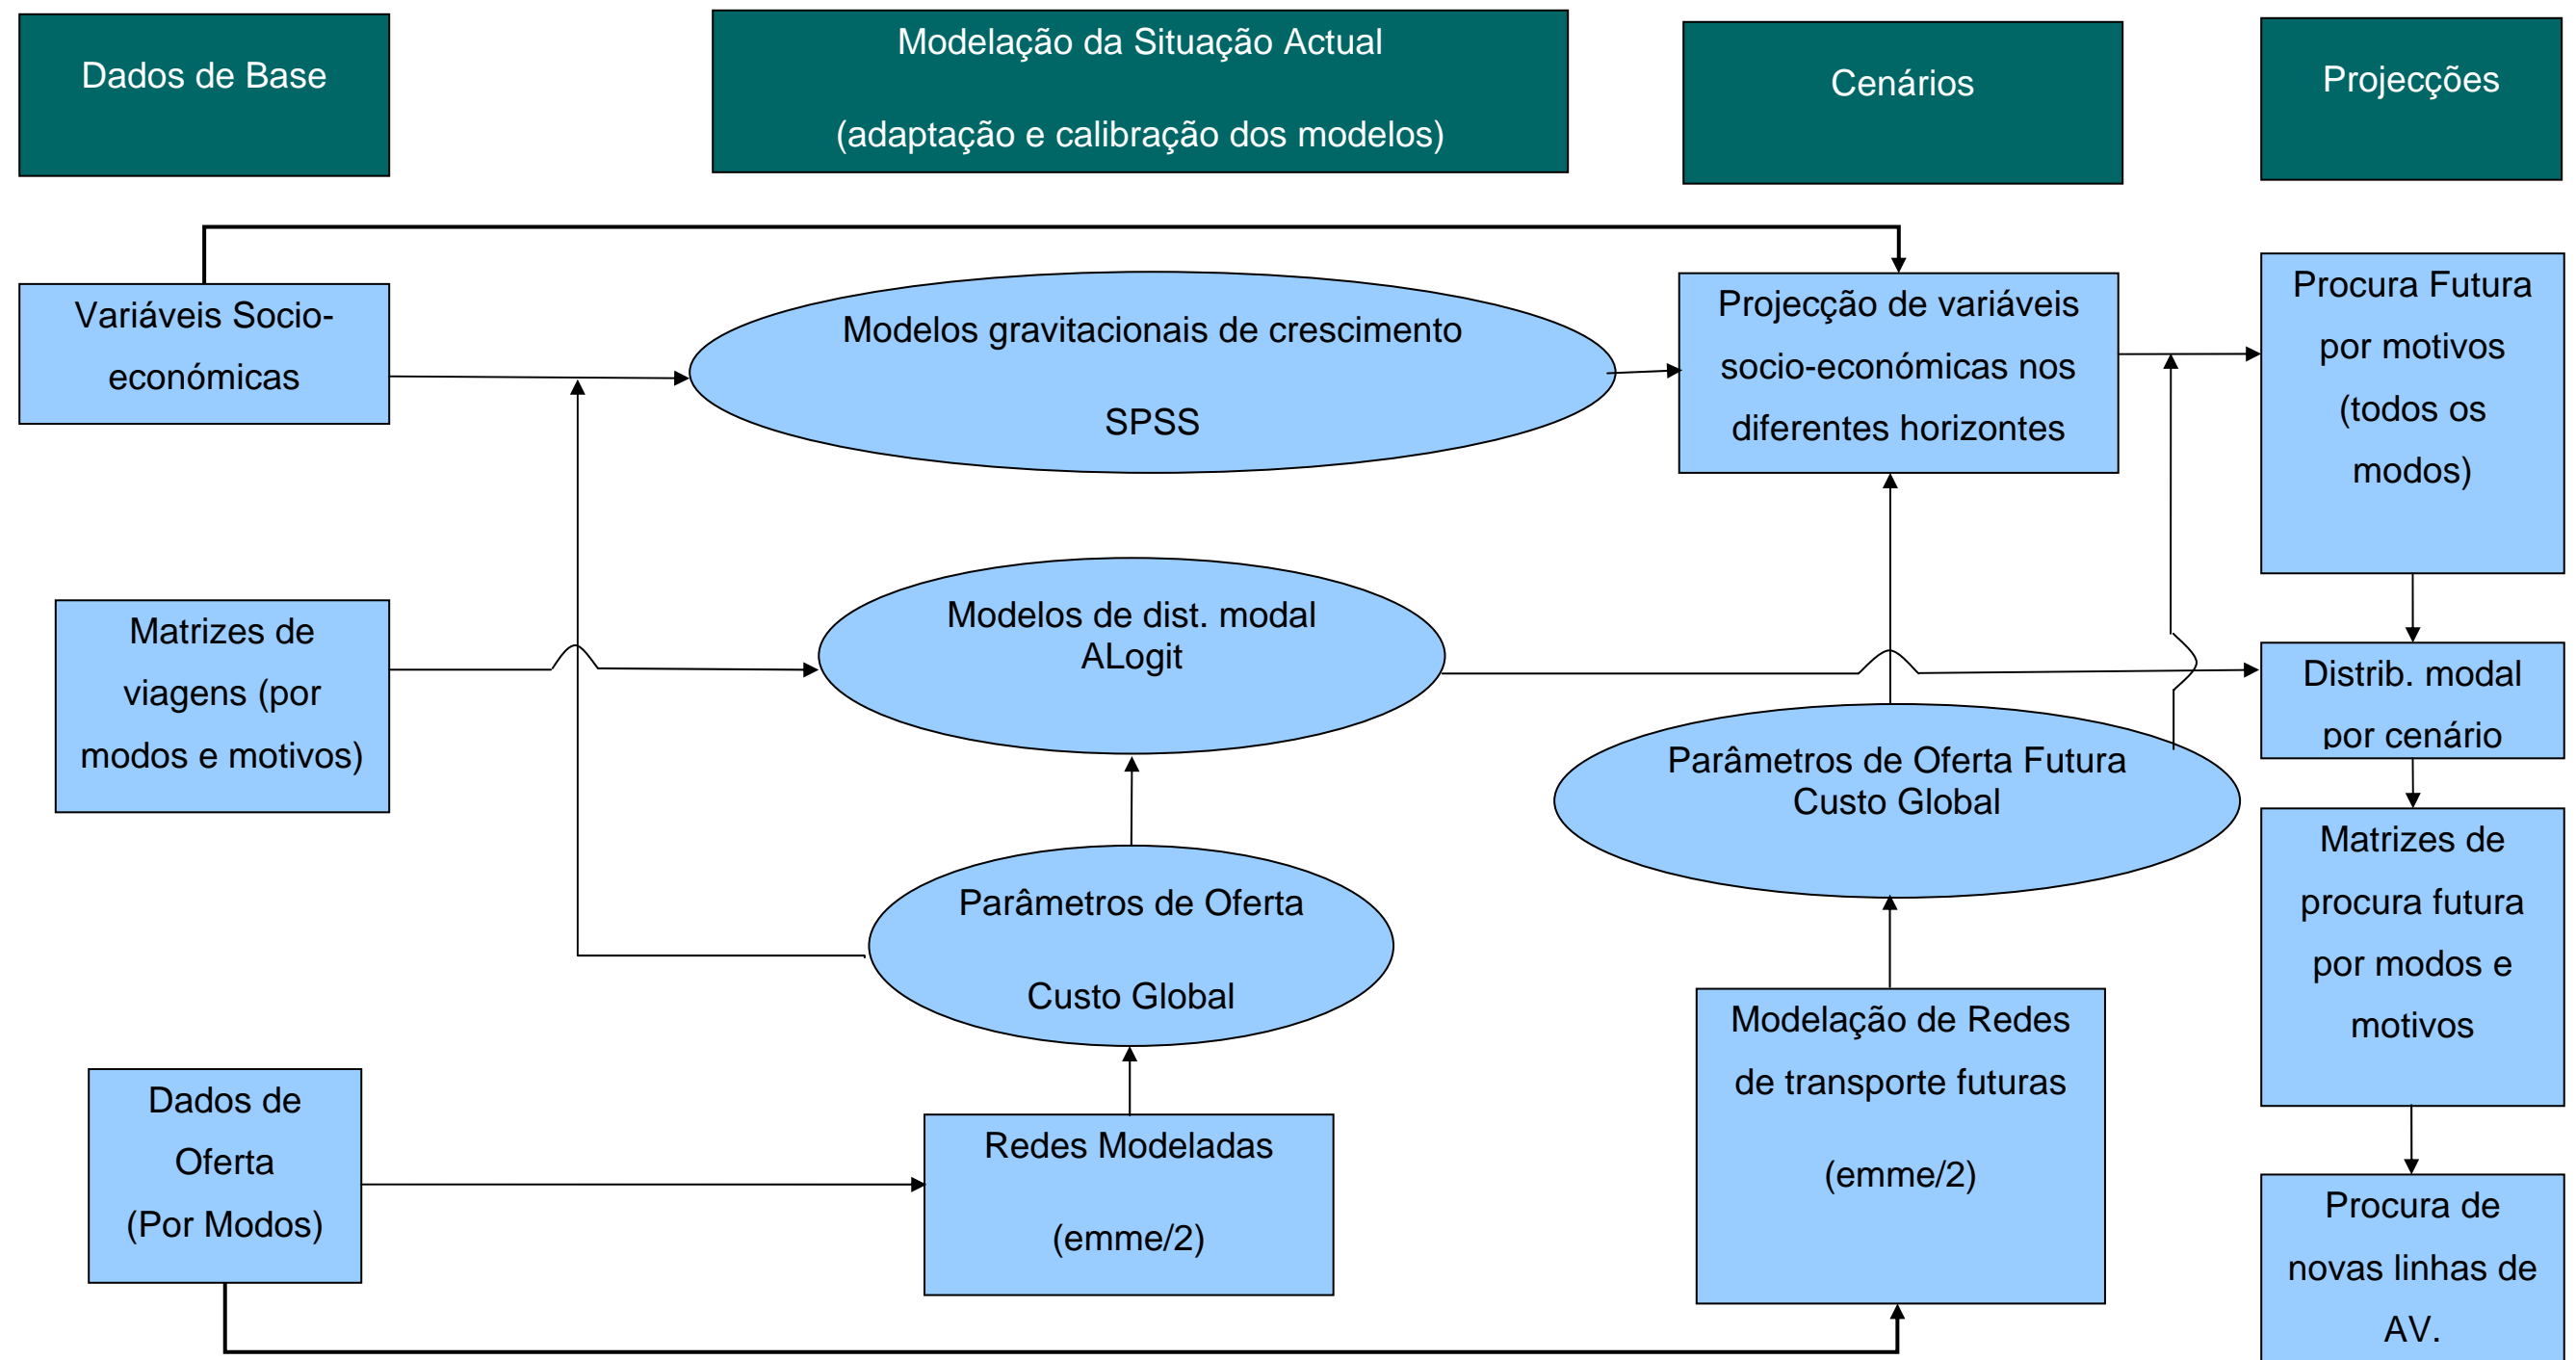 Dados de Base
Modelação da Situação Actual
(adaptação e calibração dos modelos)
Cenários
Projecções
Variáveis Socio-
económicas
Modelos gravitacionais de crescimento
SPSS
Projecção de variáveis
socio-económicas nos
diferentes horizontes
Procura Futura
por motivos
(todos os
modos)
Matrizes de
viagens (por
modos e motivos)
Modelos de dist. modal
ALogit
Distrib. modal
por cenário
Parâmetros de Oferta Futura
Custo Global
Parâmetros de Oferta
Custo Global
Matrizes de
procura futura
por modos e
motivos
Dados de
Oferta
(Por Modos)
Redes Modeladas
(emme/2)
Modelação de Redes
de transporte futuras
(emme/2)
Procura de
novas linhas de
AV.